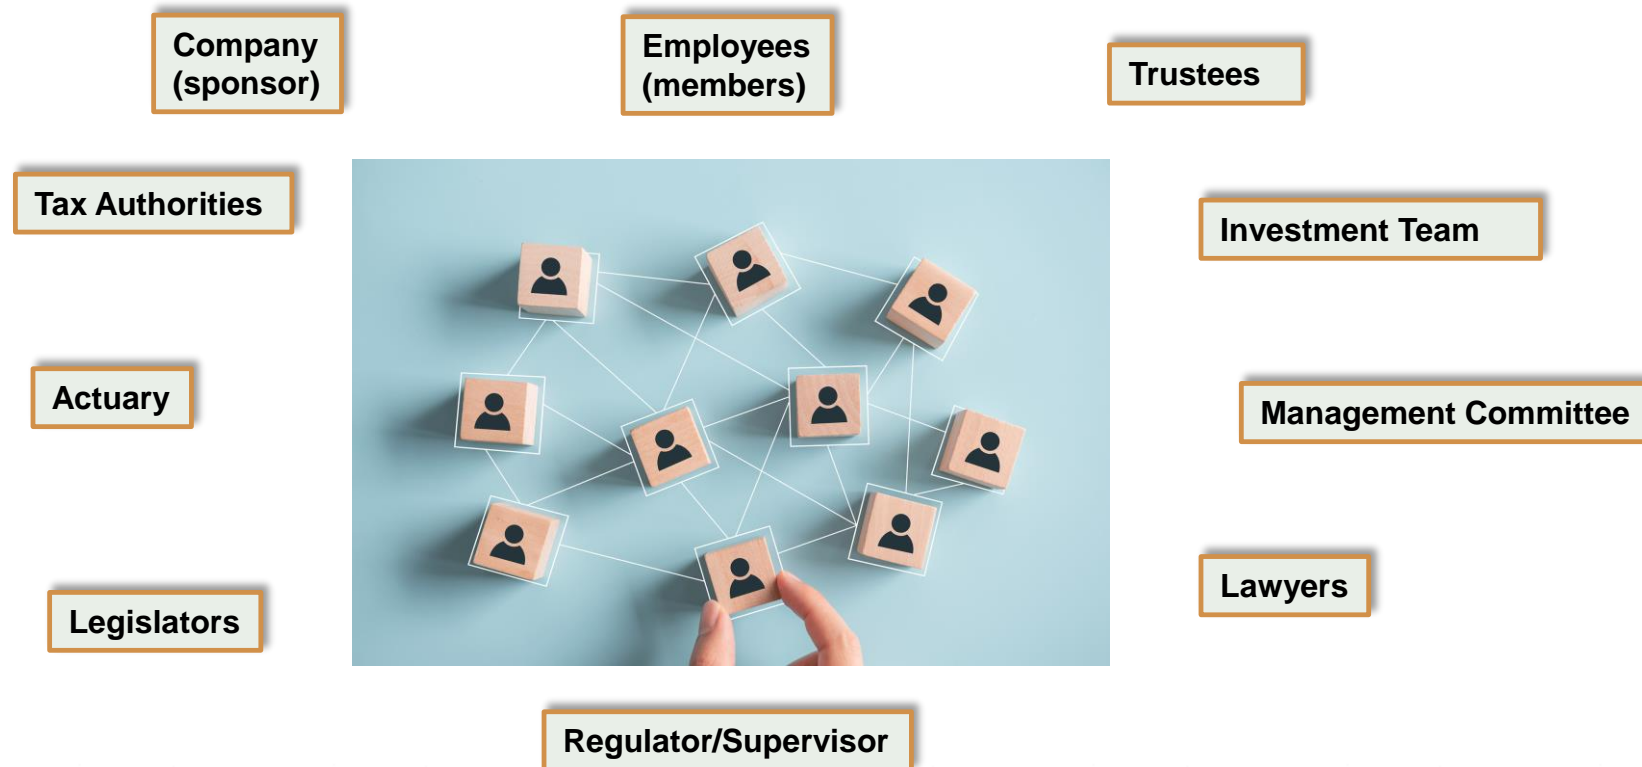 Company
(sponsor)
Employees
(members)
Trustees
Tax Authorities
Investment Team
Actuary
Management Committee
Lawyers
Legislators
Regulator/Supervisor